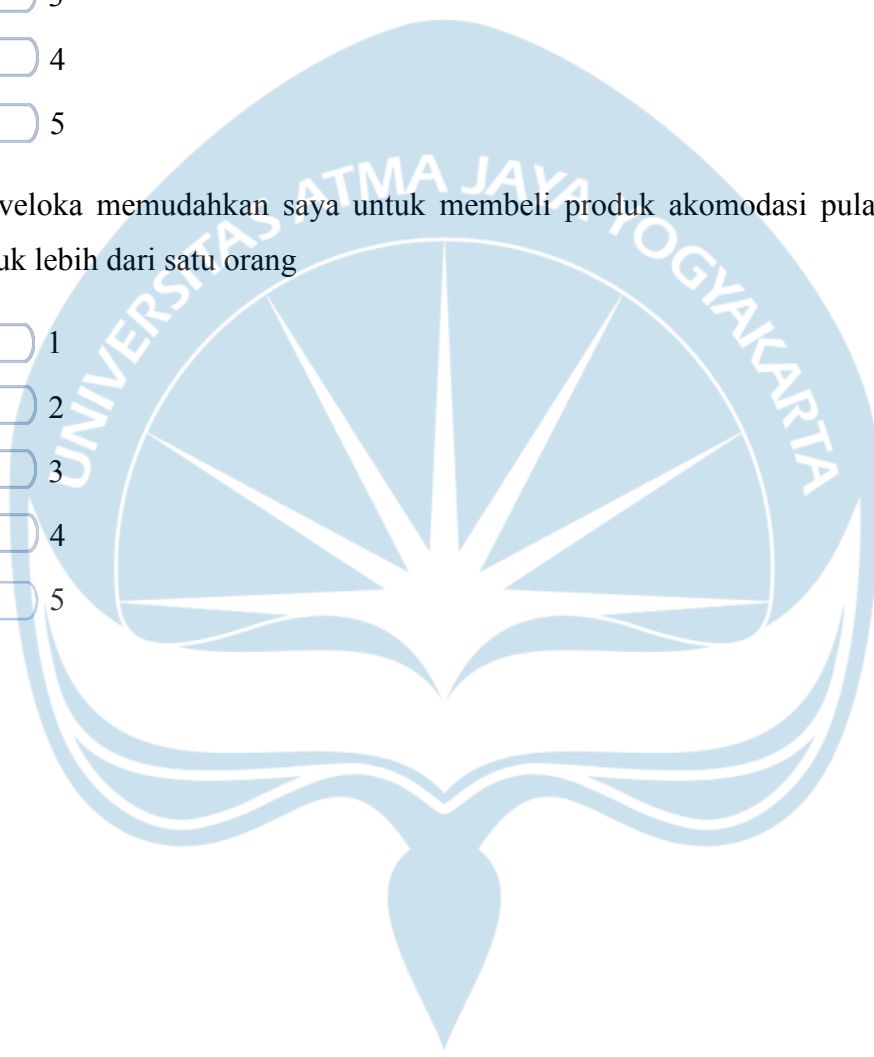 4
5
veloka memudahkan saya untuk membeli produk akomodasi pula
uk lebih dari satu orang
1
2
3
4
5
UNIVERSITAS ATMA JAYA YOGYAKARTA